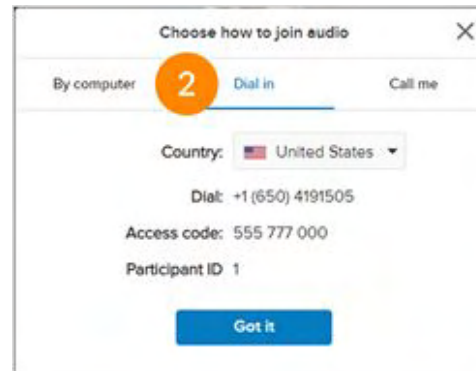 Choose how to join audio
By computer 2 Dial in Call me
Country: United States
Dial: +1 (650) 4191505
Access code: 555 777 000
Participant ID 1
Got it